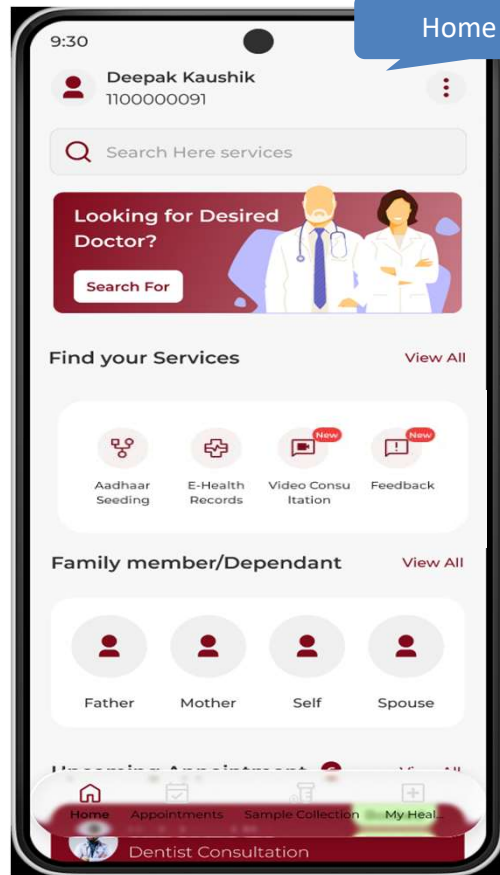 Home
9:30
Deepak Kaushik
1100000091
Search Here services
Looking for Desired
Doctor?
Search For
Find your Services
View All
New
New
Aadhaar
Seeding
E-Health
Records
Video Consu
ltation
Feedback
Family member/Dependant
View All
Father
Mother
Self
Spouse
Home
Appointments
Sample Collection
My Heal...
Dentist Consultation